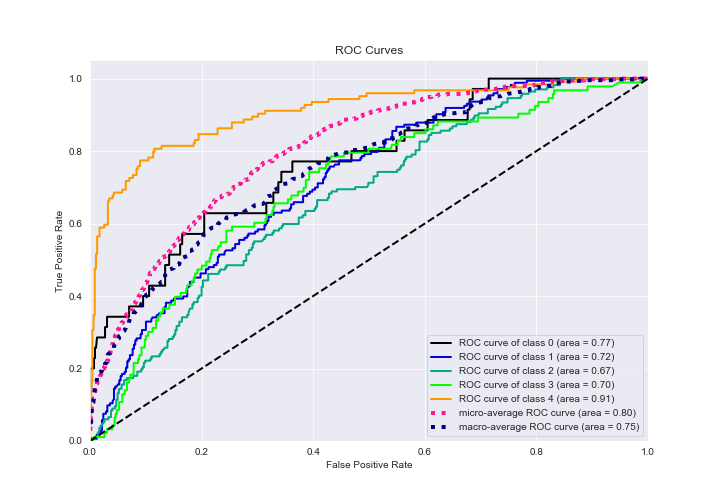 ROC Curves
True Positive Rate
1.0
0.8
0.6
0.4
0.2
0.0
0.0 0.2 0.4 0.6 0.8 1.0
False Positive Rate
ROC curve of class 0 (area = 0.77)
ROC curve of class 1 (area = 0.72)
ROC curve of class 2 (area = 0.67)
ROC curve of class 3 (area = 0.70)
ROC curve of class 4 (area = 0.91)
micro-average ROC curve (area = 0.80)
macro-average ROC curve (area = 0.75)